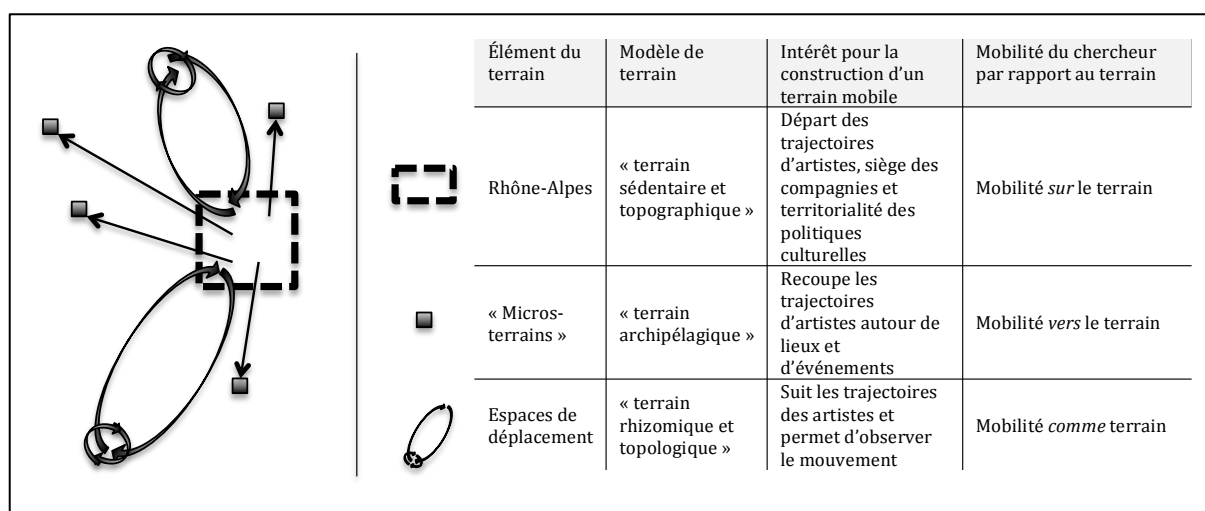 Élément du
terrain
Modèle de
terrain
Intérêt pour la
construction d’un
terrain mobile
Mobilité du chercheur
par rapport au terrain
Rhône-Alpes
« terrain
sédentaire et
topographique »
Départ des
trajectoires
d’artistes, siège des
compagnies et
territorialité des
politiques
culturelles
Mobilité sur le terrain
« Micros-
terrains »
« terrain
archipélagique »
Recoupe les
trajectoires
d’artistes autour de
lieux et
d’événements
Mobilité vers le terrain
Espaces de
déplacement
« terrain
rhizomique et
topologique »
Suit les trajectoires
des artistes et
permet d’observer
le mouvement
Mobilité comme terrain